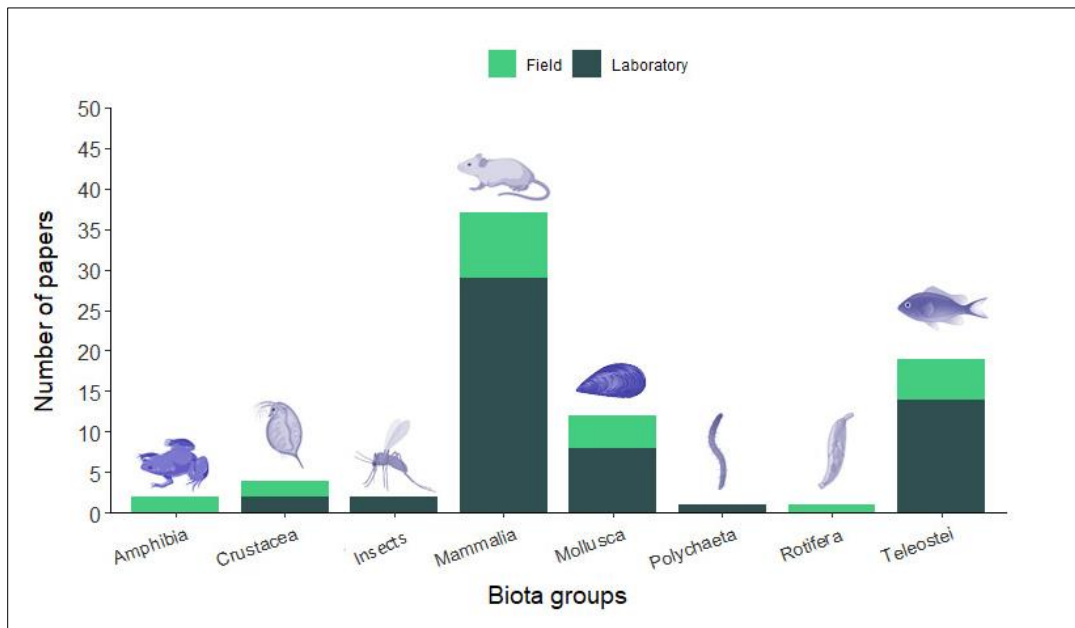 Field Laboratory
50
45
40
35
30
25
20
15
10
5
0
Number of papers
Amphibia Crustacea Insects Mammalia Mollusca Polychaeta Rotifera Teleostei
Biota groups